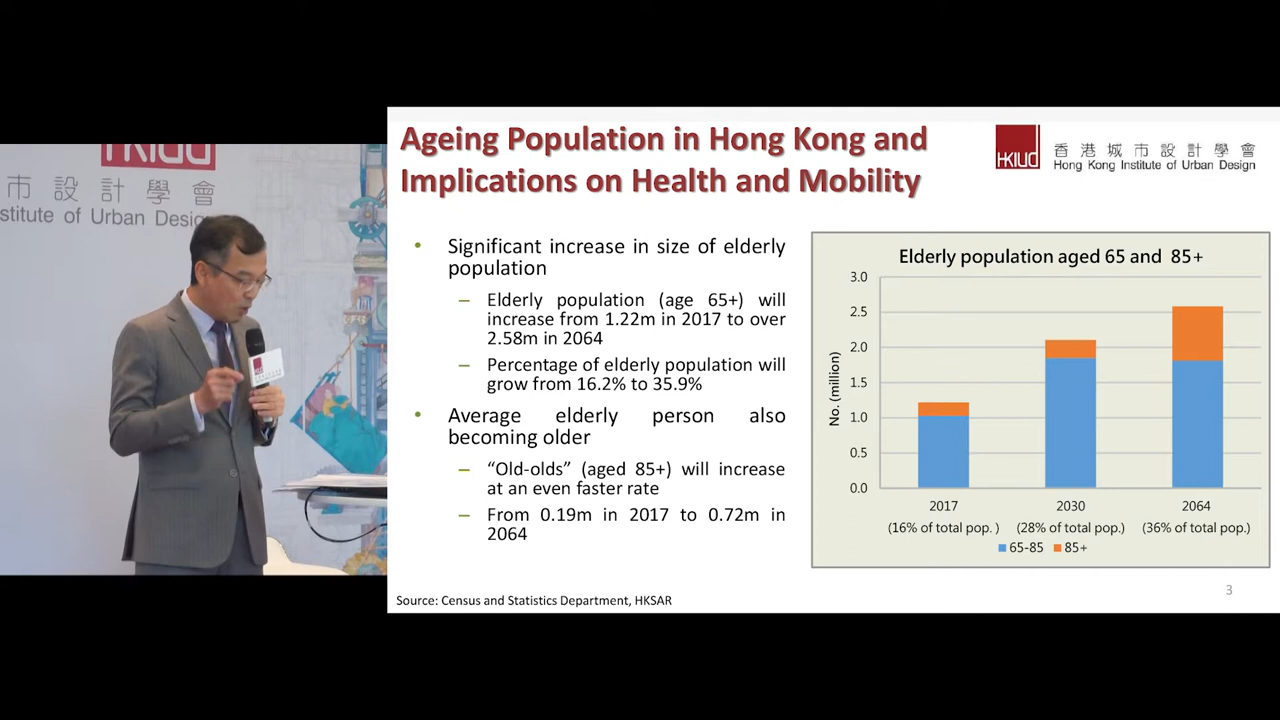 市設計學會
stitute of Urban Design
Ageing Population in Hong Kong and
Implications on Health and Mobility
HKIUD
香港城市設計學會
Hong Kong Institute of Urban Design
• Significant increase in size of elderly
population
– Elderly population (age 65+) will
increase from 1.22m in 2017 to over
2.58m in 2064
– Percentage of elderly population will
grow from 16.2% to 35.9%
• Average elderly person also
becoming older
– “Old-olds” (aged 85+) will increase
at an even faster rate
– From 0.19m in 2017 to 0.72m in
2064
Elderly population aged 65 and 85+
No. (million)
3.0
2.5
2.0
1.5
1.0
0.5
0.0
2017 2030 2064
(16% of total pop. ) (28% of total pop.) (36% of total pop.)
65-85 85+
3
Source: Census and Statistics Department, HKSAR